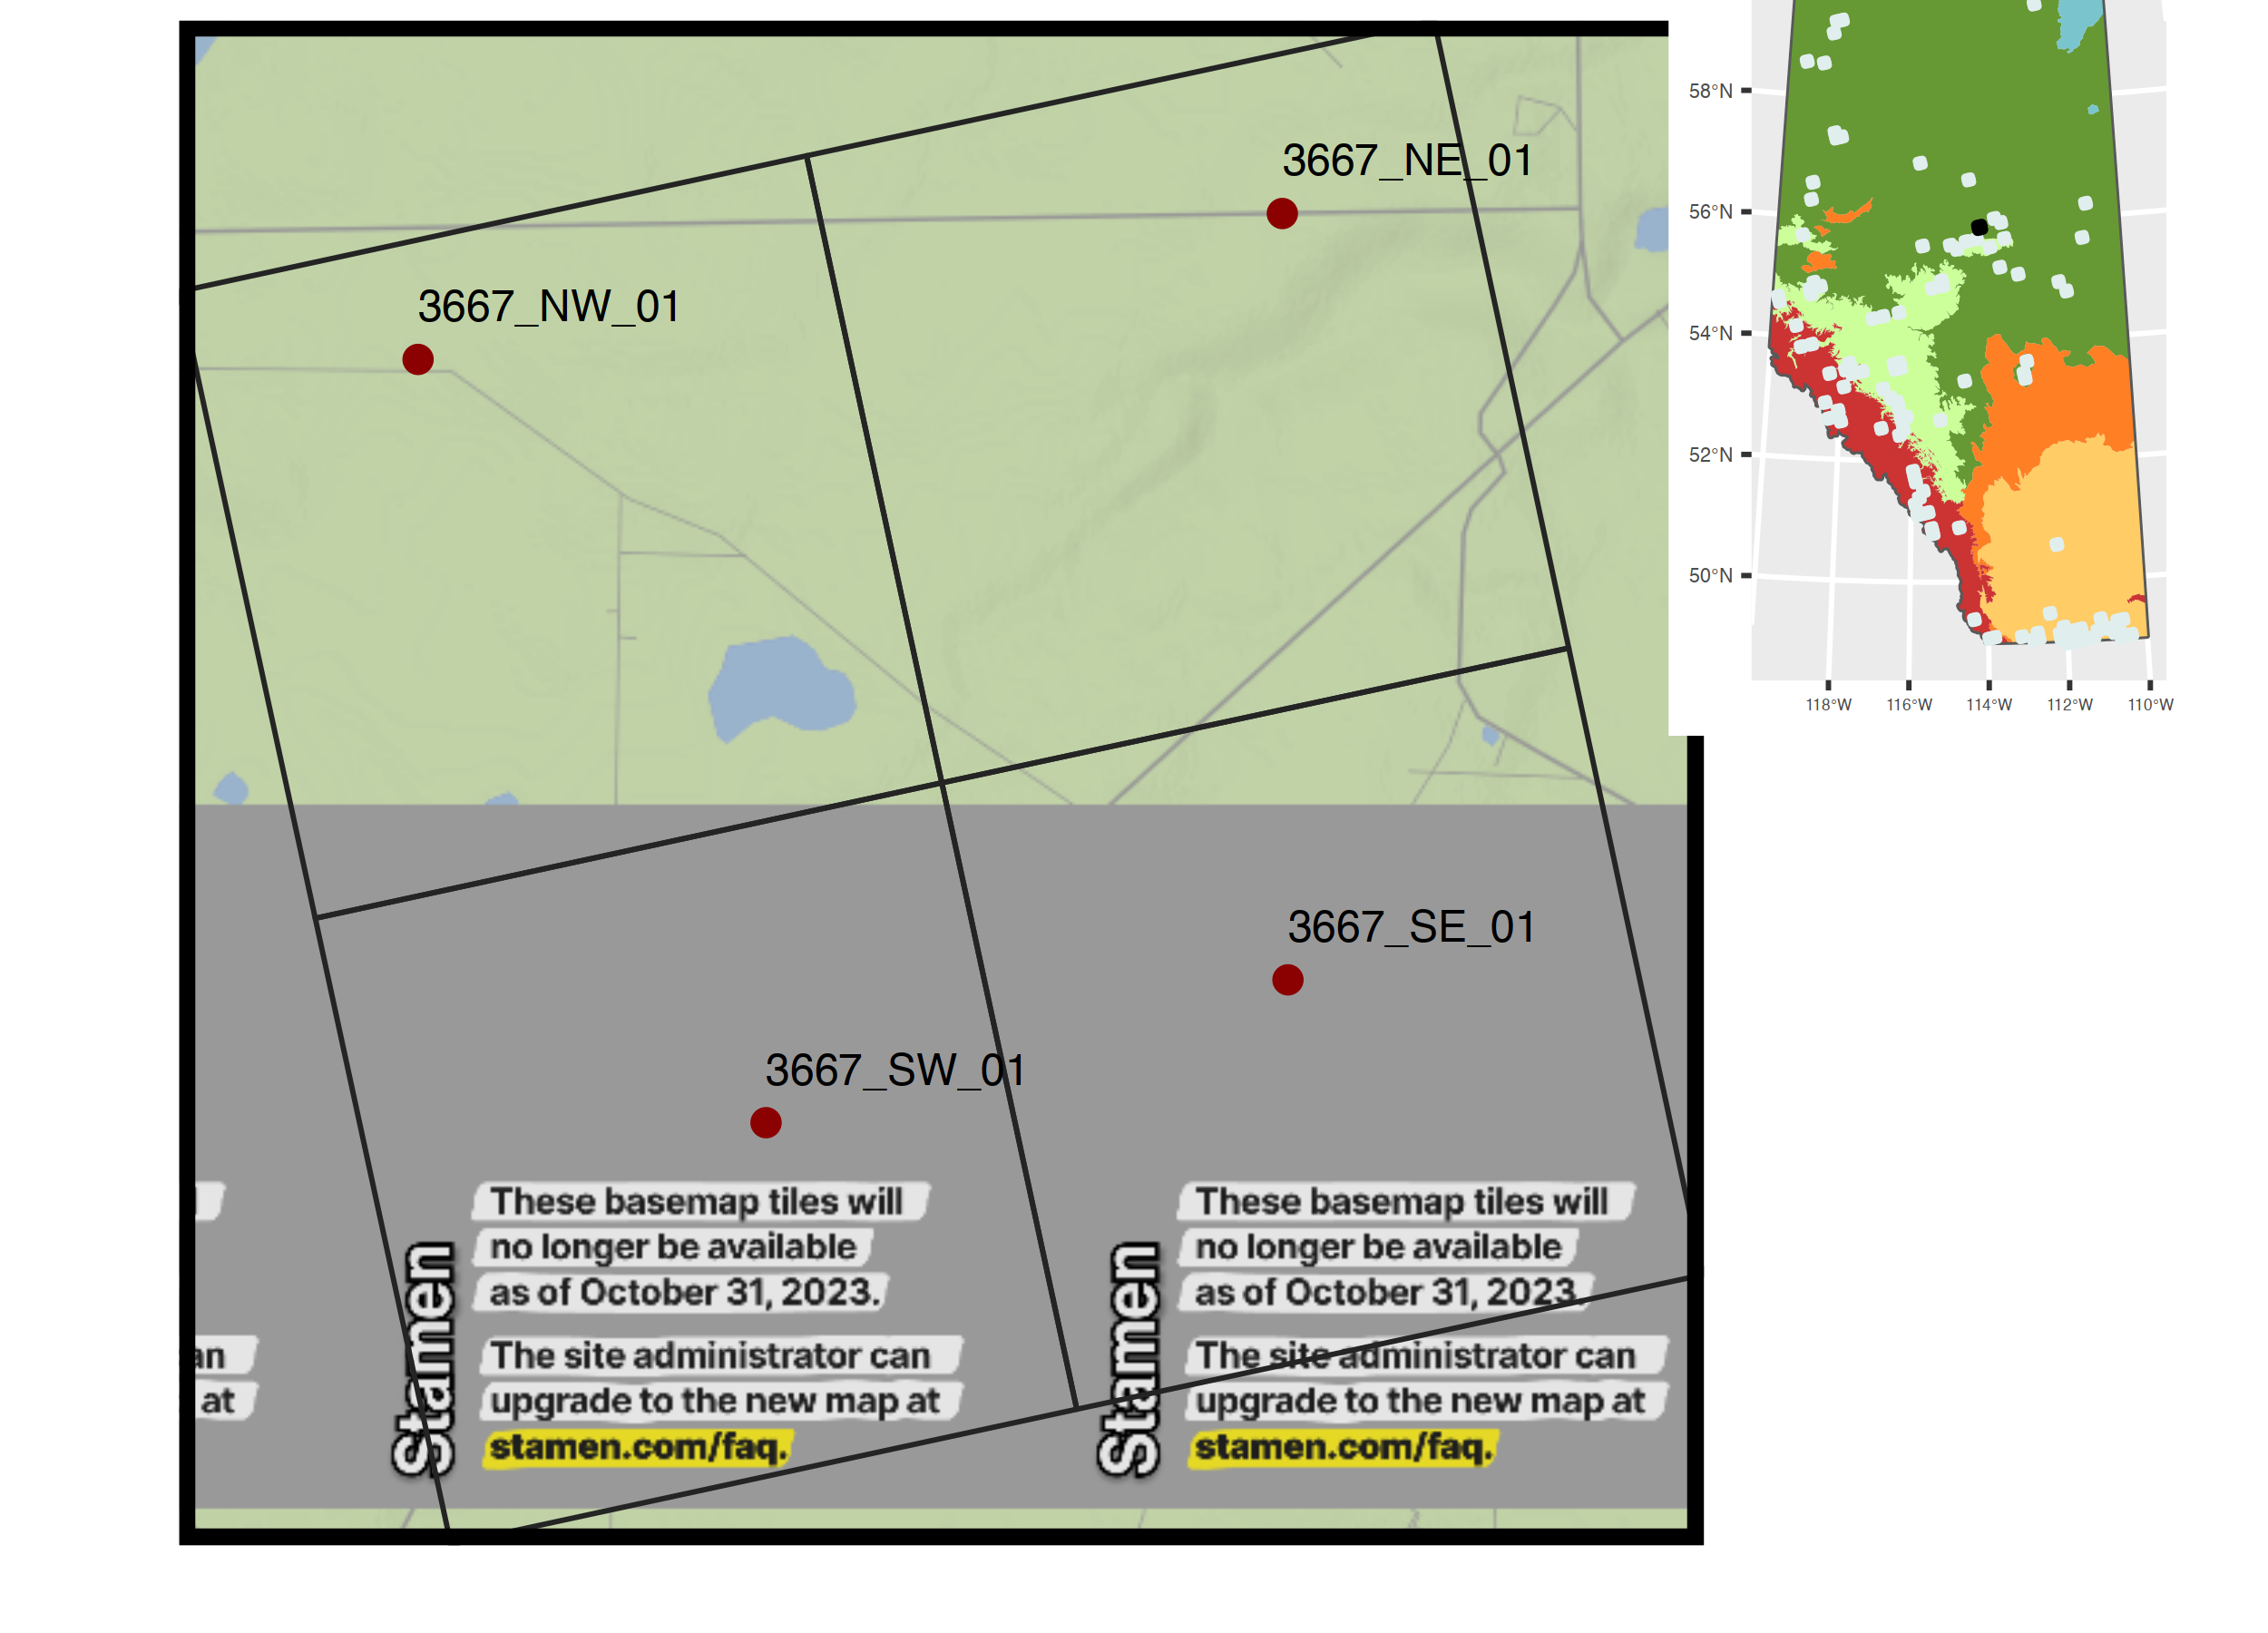 3667_NE_01
3667_NW_01
58°N
56°N
54°N
52°N
50°N
118°W
116°W
114°W
112°W
110°W
3667_SE_01
3667_SW_01
an
at
Stamen
These basemap tiles will
no longer be available
as of October 31, 2023.
The site administrator can
upgrade to the new map at
stamen.com/faq.
Stamen
These basemap tiles will
no longer be available
as of October 31, 2023.
The site administrator can
upgrade to the new map at
stamen.com/faq.